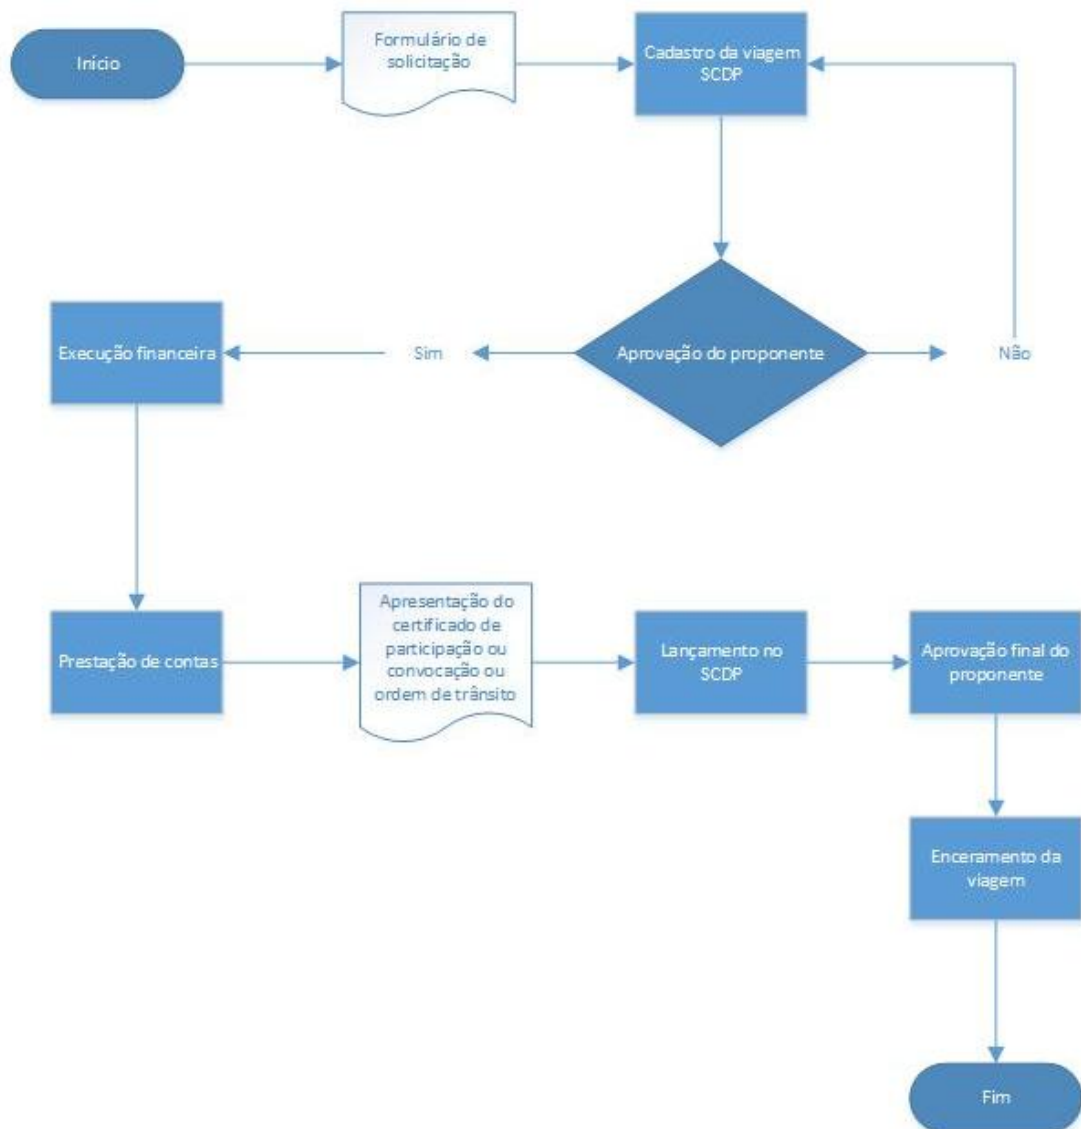 Início
Formulário de
solicitação
Cadastro da viagem
SCDP
Aprovação do proponente
Não
Sim
Execução financeira
Prestação de contas
Apresentação do
certificado de
participação ou
convocação ou
ordem de trânsito
Lançamento no
SCDP
Aprovação final do
proponente
Enceramento da
viagem
Fim